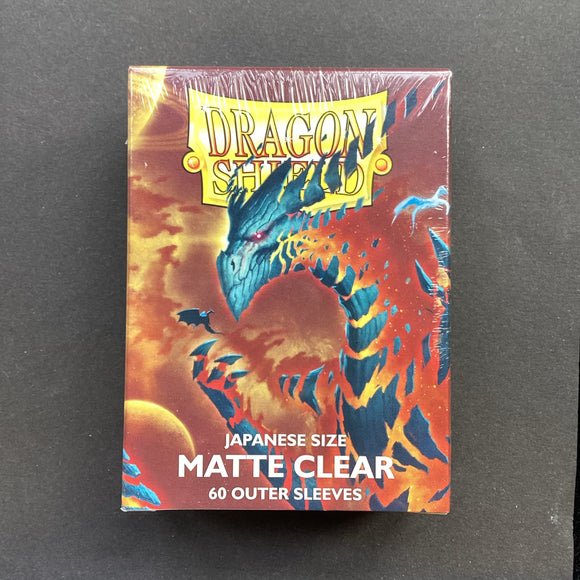 DRAGON
SHIELD
JAPANESE SIZE
MATTE CLEAR
60 OUTER SLEEVES